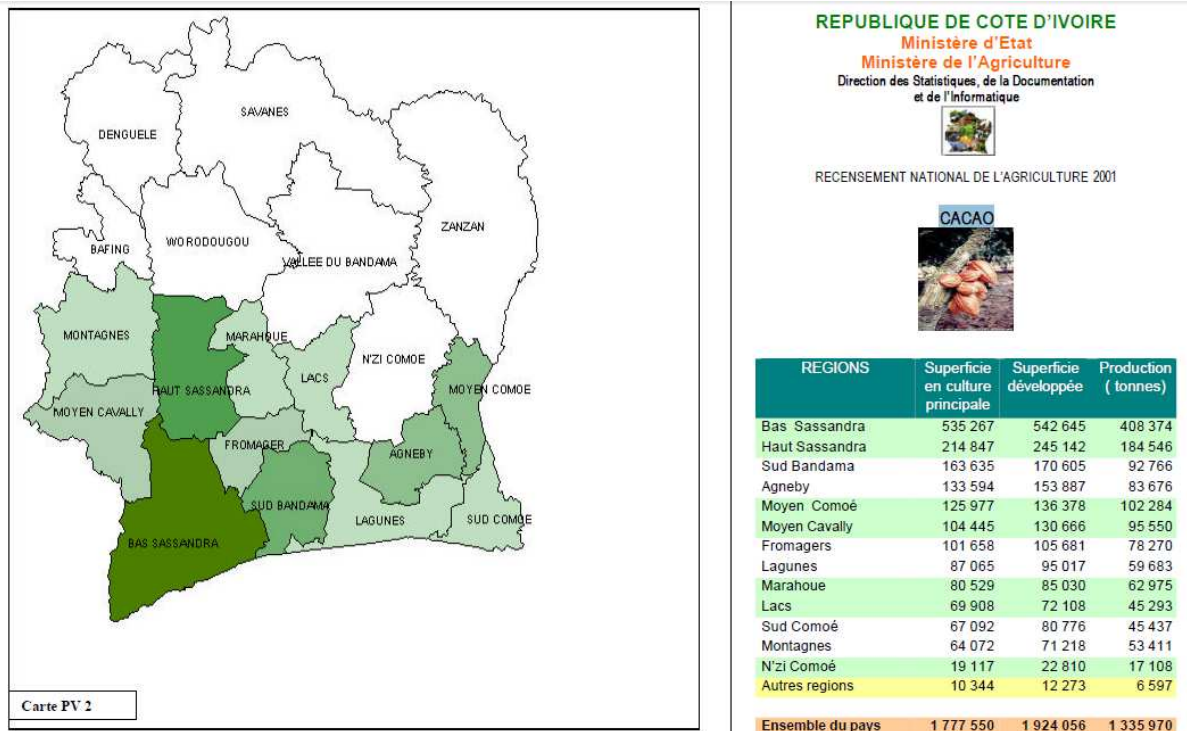 SAVANES
DENGUELE
ZANZAN
WORODOUGOU
BAFING
VALLEE DU BANDAMA
MONTAGNES
MARAHOUE
N'ZI COMOE
LACS
HAUT SASSANDRA
MOYEN COMOE
MOYEN CAVALLY
FROMAGER
AGNEBY
SUD BANDAMA
LAGUNES
SUD COMOE
BAS SASSANDRA
Carte PV 2
REPUBLIQUE DE COTE D'IVOIRE
Ministère d'Etat
Ministère de l'Agriculture
Direction des Statistiques, de la Documentation
et de l'Informatique
RECENSEMENT NATIONAL DE L'AGRICULTURE 2001
CACAO
REGIONS Superficie en culture principale Superficie développée Production ( tonnes)
Bas Sassandra 535 267 542 645 408 374
Haut Sassandra 214 847 245 142 184 546
Sud Bandama 163 635 170 605 92 766
Agneby 133 594 153 887 83 676
Moyen Comoé 125 977 136 378 102 284
Moyen Cavally 104 445 130 666 95 550
Fromagers 101 658 105 681 78 270
Lagunes 87 065 95 017 59 683
Marahoue 80 529 85 030 62 975
Lacs 69 908 72 108 45 293
Sud Comoé 67 092 80 776 45 437
Montagnes 64 072 71 218 53 411
N'zi Comoé 19 117 22 810 17 108
Autres regions 10 344 12 273 6 597
Ensemble du pays 1 777 550 1 924 056 1 335 970